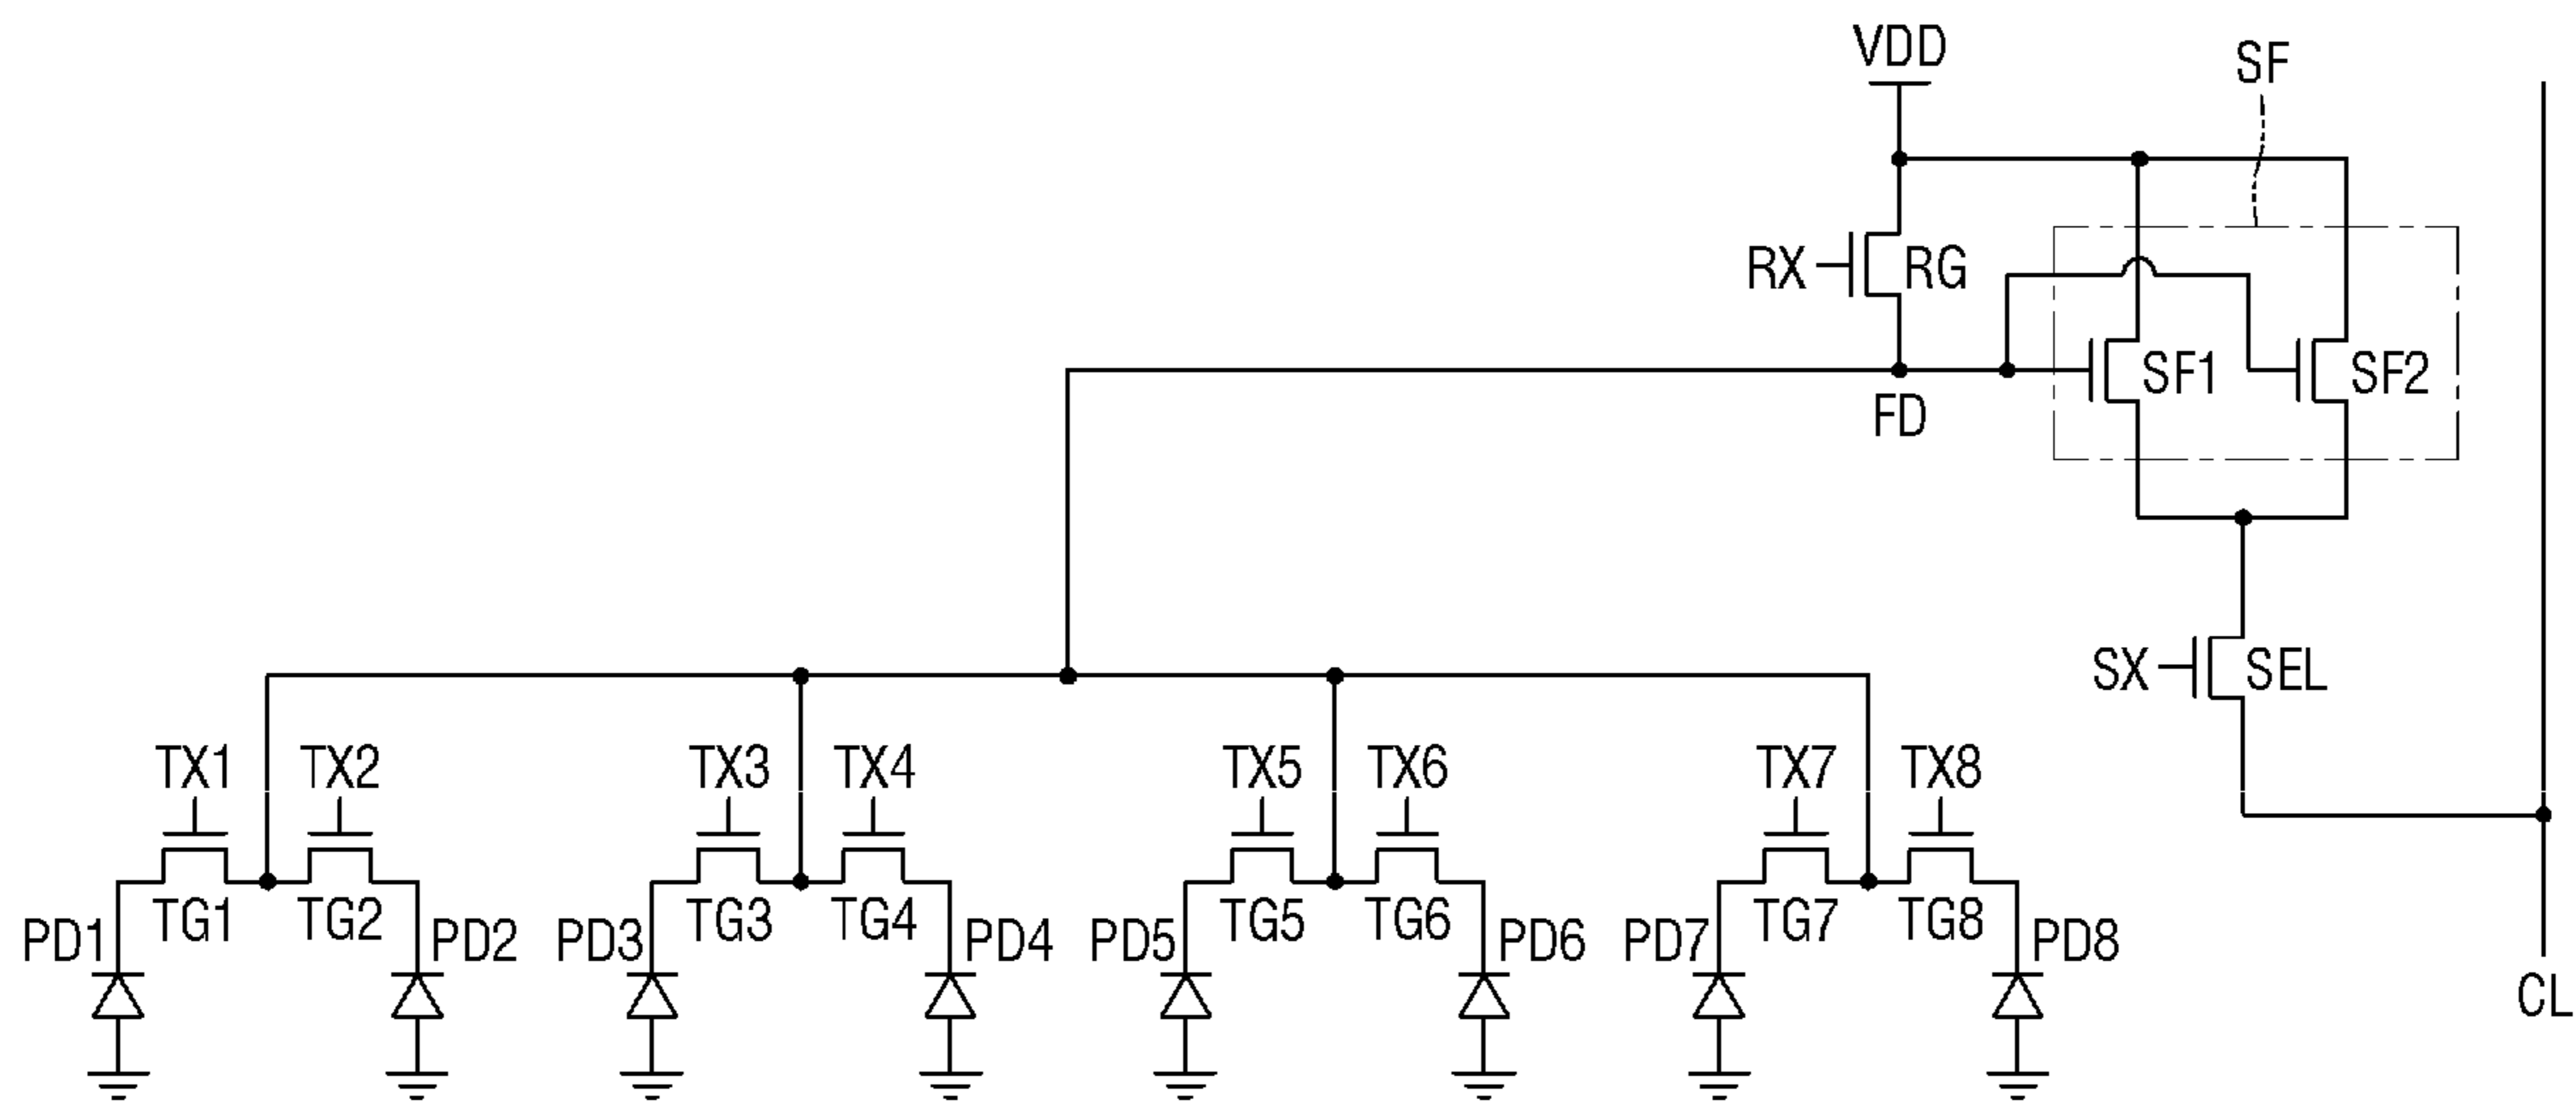 VDD
SF
RX
RG
SF1
SF2
FD
SX
SEL
TX1
TX2
TX3
TX4
TX5
TX6
TX7
TX8
TG1
TG2
TG3
TG4
TG5
TG6
TG7
TG8
PD1
PD2
PD3
PD4
PD5
PD6
PD7
PD8
CL